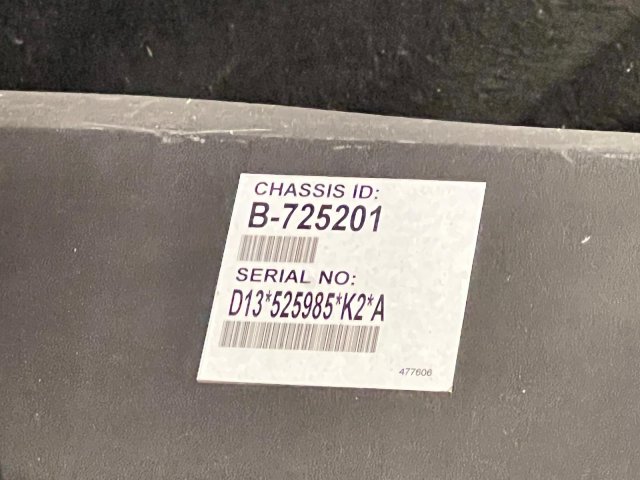 CHASSIS ID:
B-725201
SERIAL NO:
D13*525985*K2*A
477606